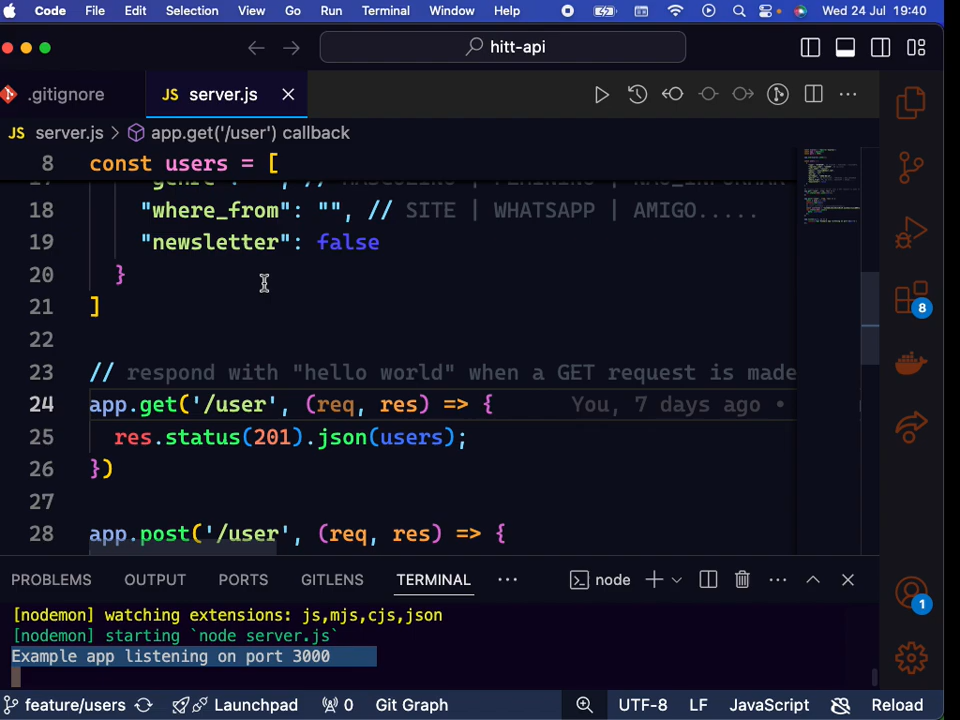 Code File Edit Selection View Go Run Terminal Window Help Wed 24 Jul 19:40
hitt-api
.gitignore JS server.js
JS server.js > app.get('/user') callback
8 const users = [
18 "where_from": "", // SITE | WHATSAPP | AMIGO.....
19 "newsletter": false
20 }
21 ]
22
23 // respond with "hello world" when a GET request is made
24 app.get('/user', (req, res) => { You, 7 days ago •
25 res.status(201).json(users);
26 })
27
28 app.post('/user', (req, res) => {
8
PROBLEMS OUTPUT PORTS GITLENS TERMINAL ··· node
[nodemon] watching extensions: js,mjs,cjs,json
[nodemon] starting `node server.js`
Example app listening on port 3000
1
feature/users Launchpad 0 Git Graph UTF-8 LF JavaScript Reload